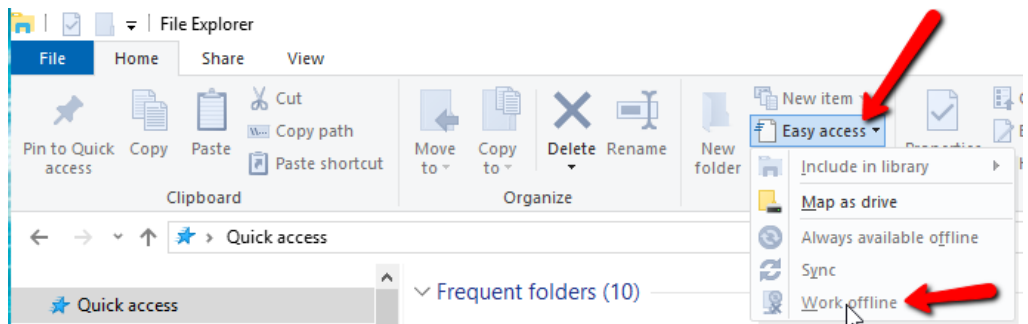 File Explorer
File Home Share View
Pin to Quick access
Copy
Paste
Cut
Copy path
Paste shortcut
Clipboard
Move to
Copy to
Delete
Rename
Organize
New folder
New item
Easy access
Include in library
Map as drive
Always available offline
Sync
Work offline
Quick access
Quick access
Frequent folders (10)